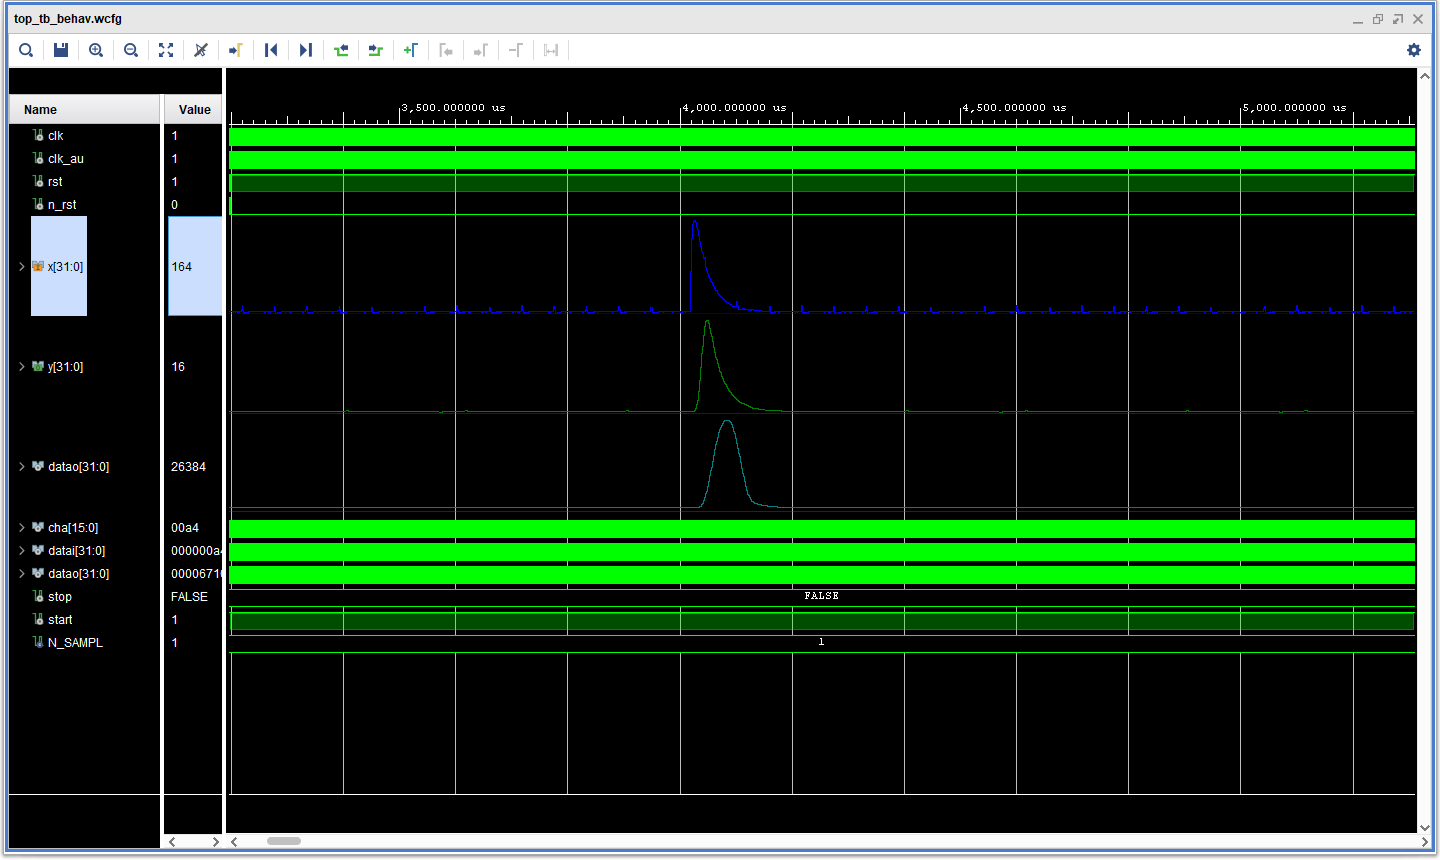 top_tb_behav.wcfg
3,500.000000 us 4,000.000000 us 4,500.000000 us 5,000.000000 us
Name Value
clk 1
clk_au 1
rst 1
n_rst 0
x[31:0] 164
y[31:0] 16
datao[31:0] 26384
cha[15:0] 00a4
datai[31:0] 000000a4
datao[31:0] 0000671
stop FALSE FALSE
start 1
N_SAMPL 1 1